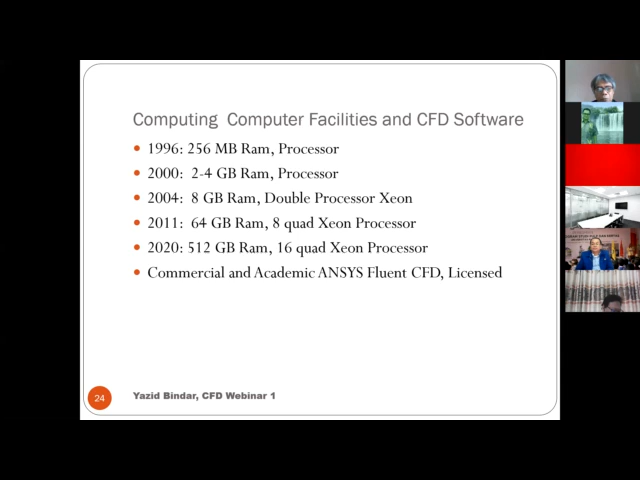 Computing Computer Facilities and CFD Software
1996: 256 MB Ram, Processor
2000: 2-4 GB Ram, Processor
2004: 8 GB Ram, Double Processor Xeon
2011: 64 GB Ram, 8 quad Xeon Processor
2020: 512 GB Ram, 16 quad Xeon Processor
Commercial and Academic ANSYS Fluent CFD, Licensed
24
Yazid Bindar, CFD Webinar 1